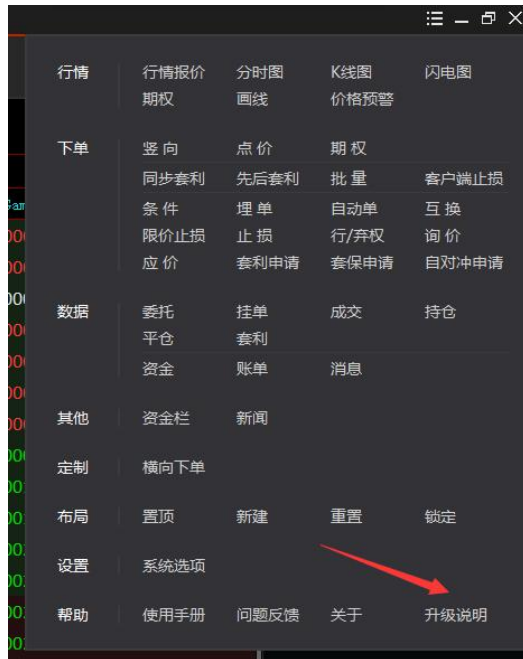 行情 行情报价 分时图 K线图 闪电图
期权 画线 价格预警
下单 竖向 点价 期权
同步套利 先后套利 批量 客户端止损
条件 埋单 自动单 互换
限价止损 止损 行/弃权 询价
应价 套利申请 套保申请 自对冲申请
数据 委托 挂单 成交 持仓
平仓 套利
资金 账单 消息
其他 资金栏 新闻
定制 横向下单
布局 置顶 新建 重置 锁定
设置 系统选项
帮助 使用手册 问题反馈 关于 升级说明